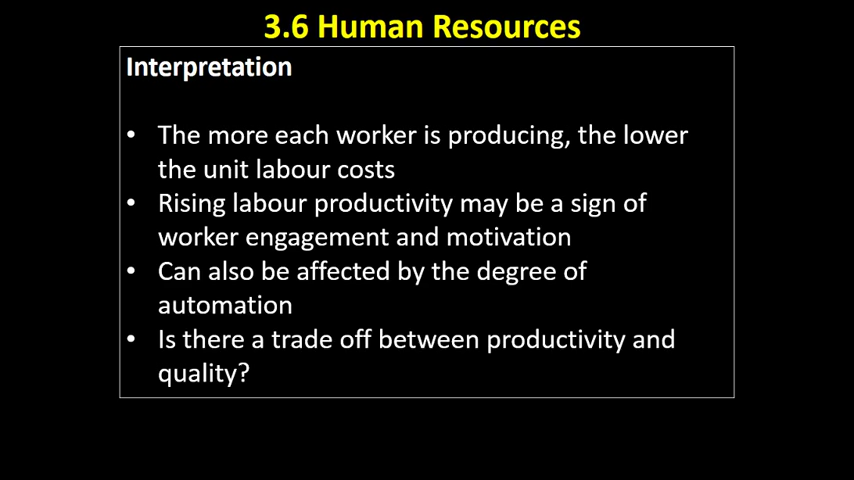 3.6 Human Resources
Interpretation
• The more each worker is producing, the lower
the unit labour costs
• Rising labour productivity may be a sign of
worker engagement and motivation
• Can also be affected by the degree of
automation
• Is there a trade off between productivity and
quality?